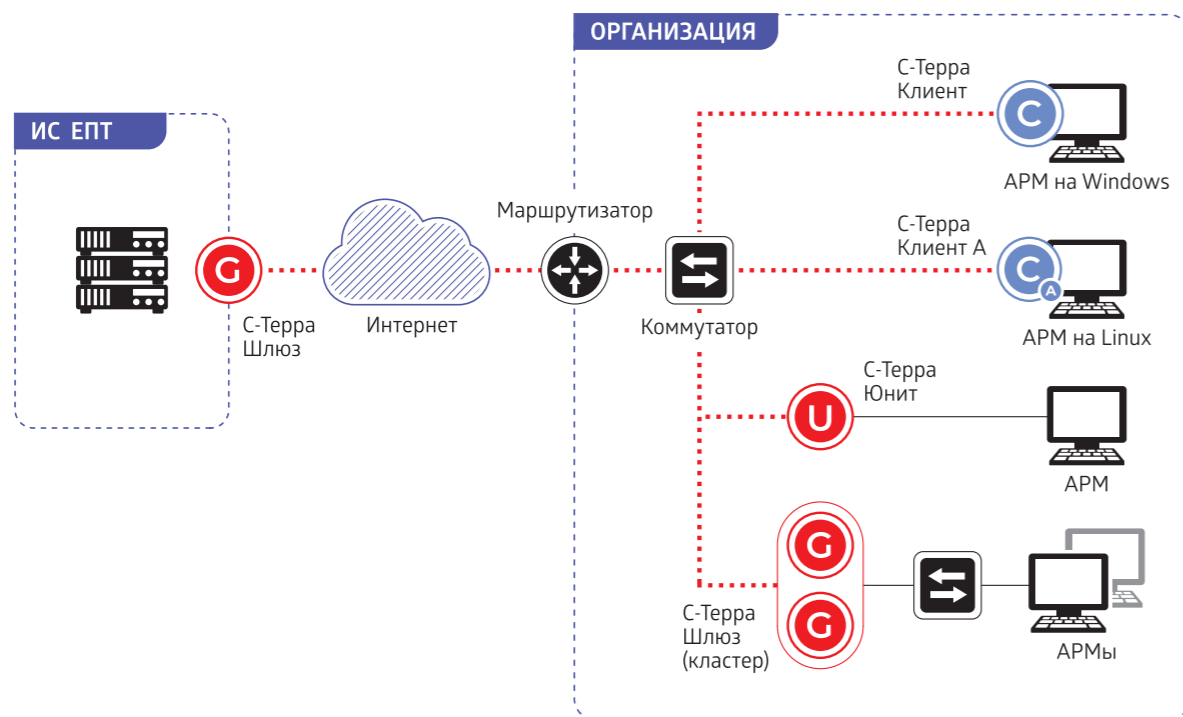 ОРГАНИЗАЦИЯ
С-Терра
Клиент
C
АРМ на Windows
ИС ЕПТ
Маршрутизатор
С-Терра
Клиент А
C
A
G
С-Терра
Шлюз
Интернет
Коммутатор
АРМ на Linux
С-Терра
Юнит
U
АРМ
G
G
С-Терра
Шлюз
(кластер)
АРМы